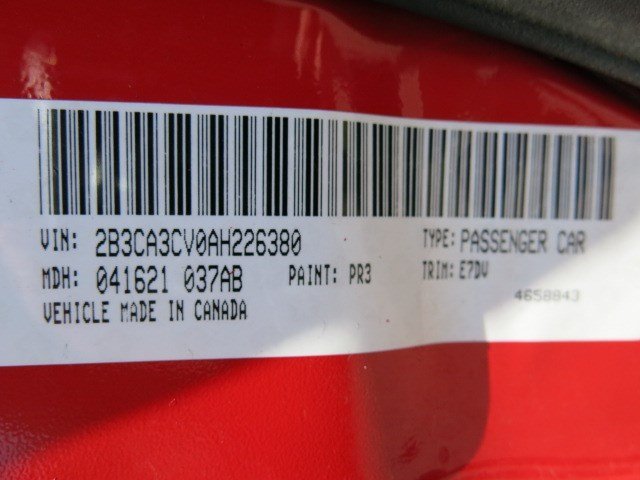 VIN: 2B3CA3CV0AH226380 TYPE: PASSENGER CAR
MDH: 041621 037AB PAINT: PR3 TRIM: E7DV
VEHICLE MADE IN CANADA 4658843